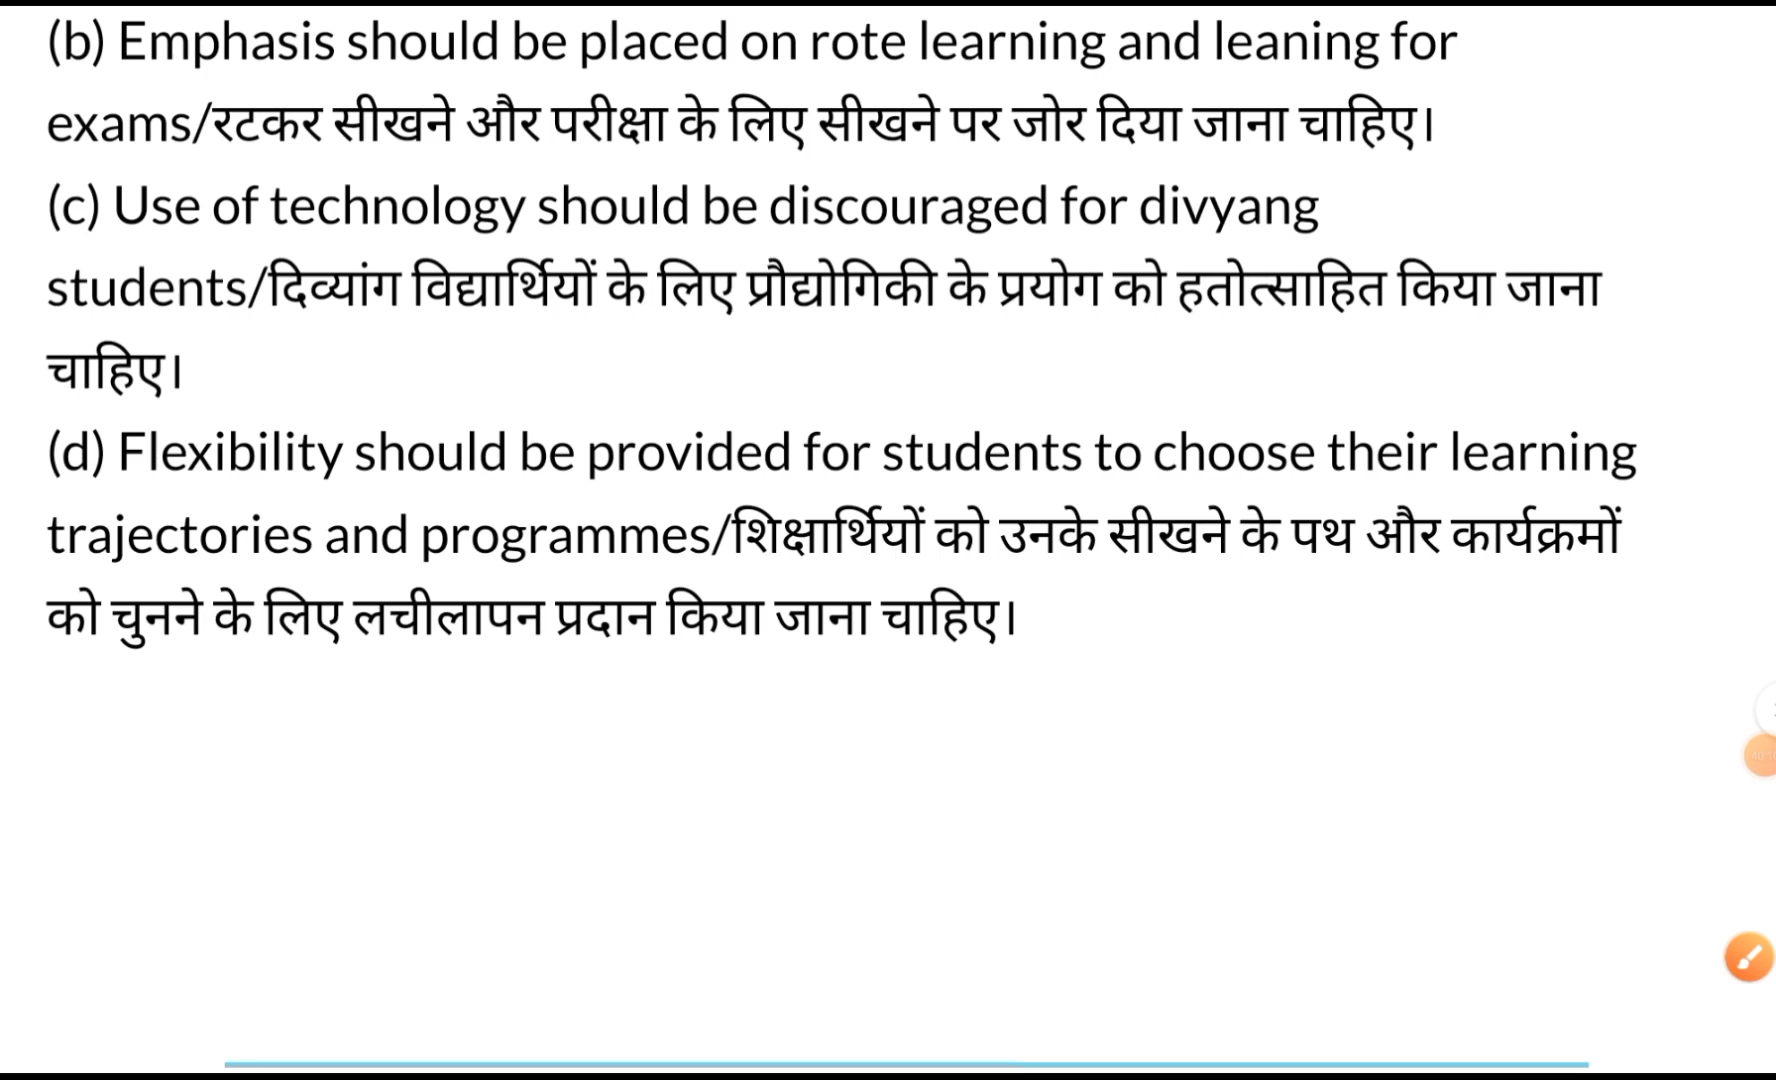 (b) Emphasis should be placed on rote learning and leaning for
exams/रटकर सीखने और परीक्षा के लिए सीखने पर जोर दिया जाना चाहिए।
(c) Use of technology should be discouraged for divyang
students/दिव्यांग विद्यार्थियों के लिए प्रौद्योगिकी के प्रयोग को हतोत्साहित किया जाना
चाहिए।
(d) Flexibility should be provided for students to choose their learning
trajectories and programmes/शिक्षार्थियों को उनके सीखने के पथ और कार्यक्रमों
को चुनने के लिए लचीलापन प्रदान किया जाना चाहिए।